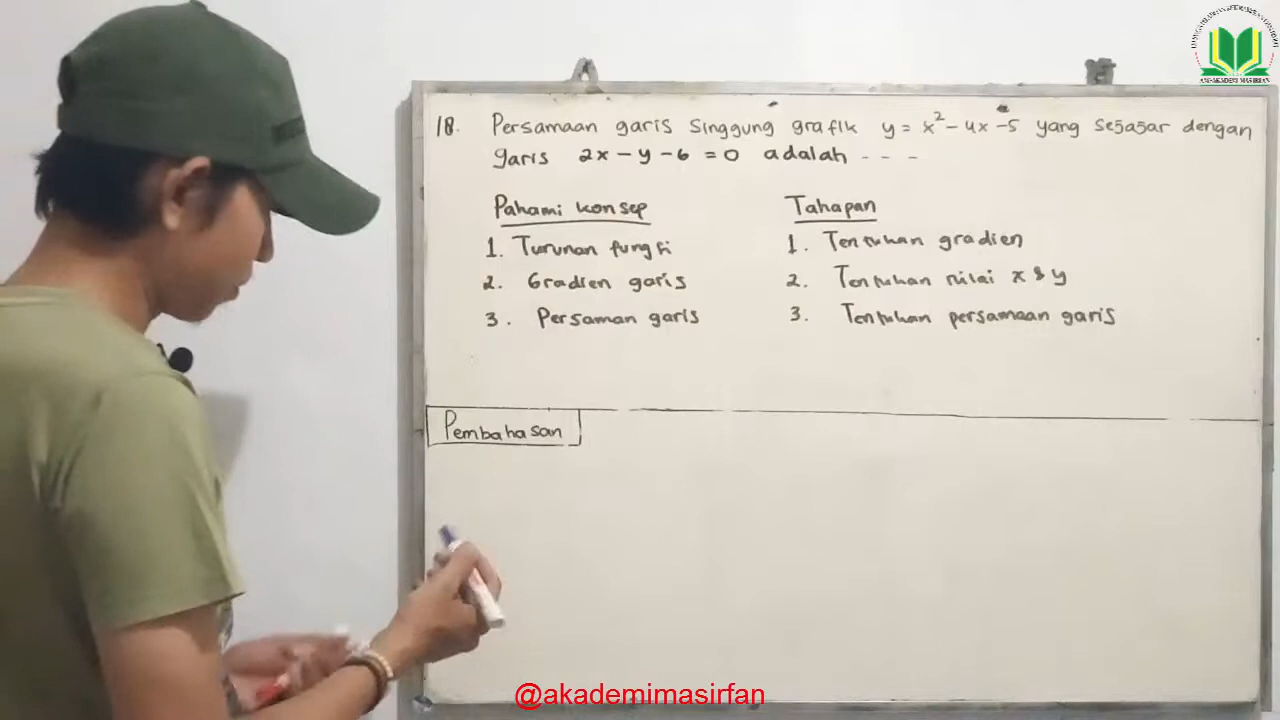 18. Persamaan garis singgung grafik y = x² - 4x - 5 yang sejajar dengan
garis 2x - y - 6 = 0 adalah - - -
Pahami konsep
1. Turunan fungsi
2. Gradien garis
3. Persaman garis
Tahapan
1. Tentukan gradien
2. Tentukan nilai x & y
3. Tentukan persamaan garis
Pembahasan
@akademimasirfan